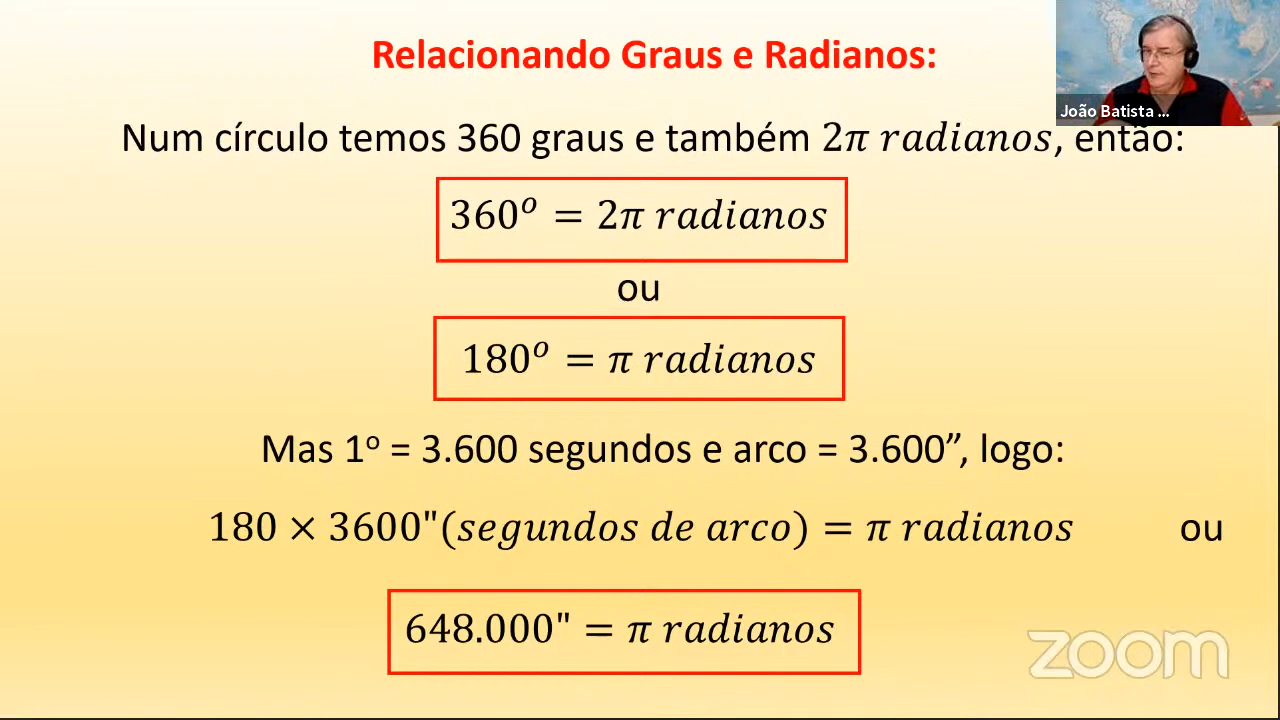 Relacionando Graus e Radianos:
João Batista ...
Num círculo temos 360 graus e também 2π radianos, então:
360º = 2π radianos
ou
180º = π radianos
Mas 1º = 3.600 segundos e arco = 3.600”, logo:
180 × 3600"(segundos de arco) = π radianos ou
648.000" = π radianos
zoom